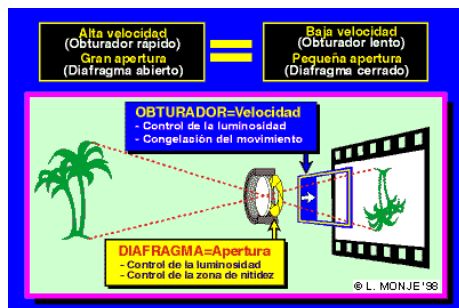 Alta velocidad
(Obturador rápido)
Gran apertura
(Diafragma abierto)
Baja velocidad
(Obturador lento)
Pequeña apertura
(Diafragma cerrado)
OBTURADOR=Velocidad
- Control de la luminosidad
- Congelación del movimiento
DIAFRAGMA=Apertura
- Control de la luminosidad
- Control de la zona de nitidez
© L. MONJE '98